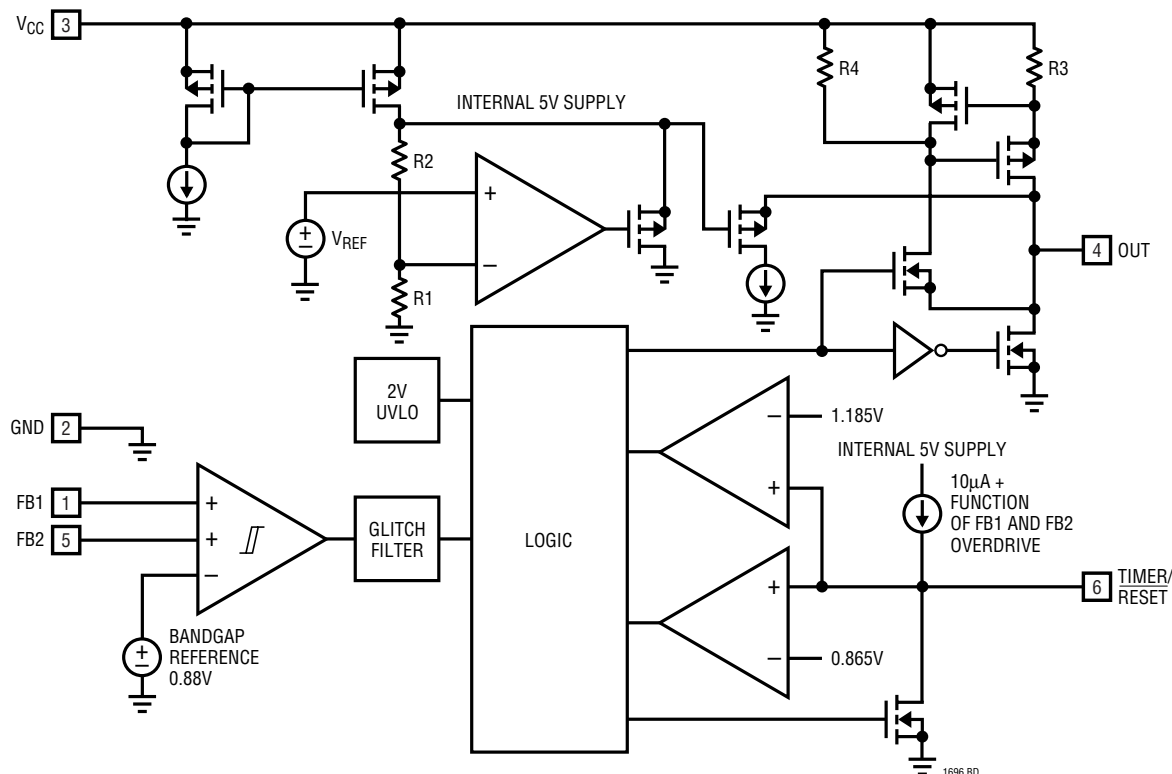 VCC 3
R4
R3
INTERNAL 5V SUPPLY
R2
+
+
−
VREF
−
4 OUT
R1
2V
UVLO
−
1.185V
GND 2
INTERNAL 5V SUPPLY
10µA +
FUNCTION
OF FB1 AND FB2
OVERDRIVE
+
FB1 1
+
GLITCH
FILTER
LOGIC
FB2 5
+
−
+
6 TIMER/
RESET
BANDGAP
REFERENCE
0.88V
+
−
−
0.865V
1696 BD